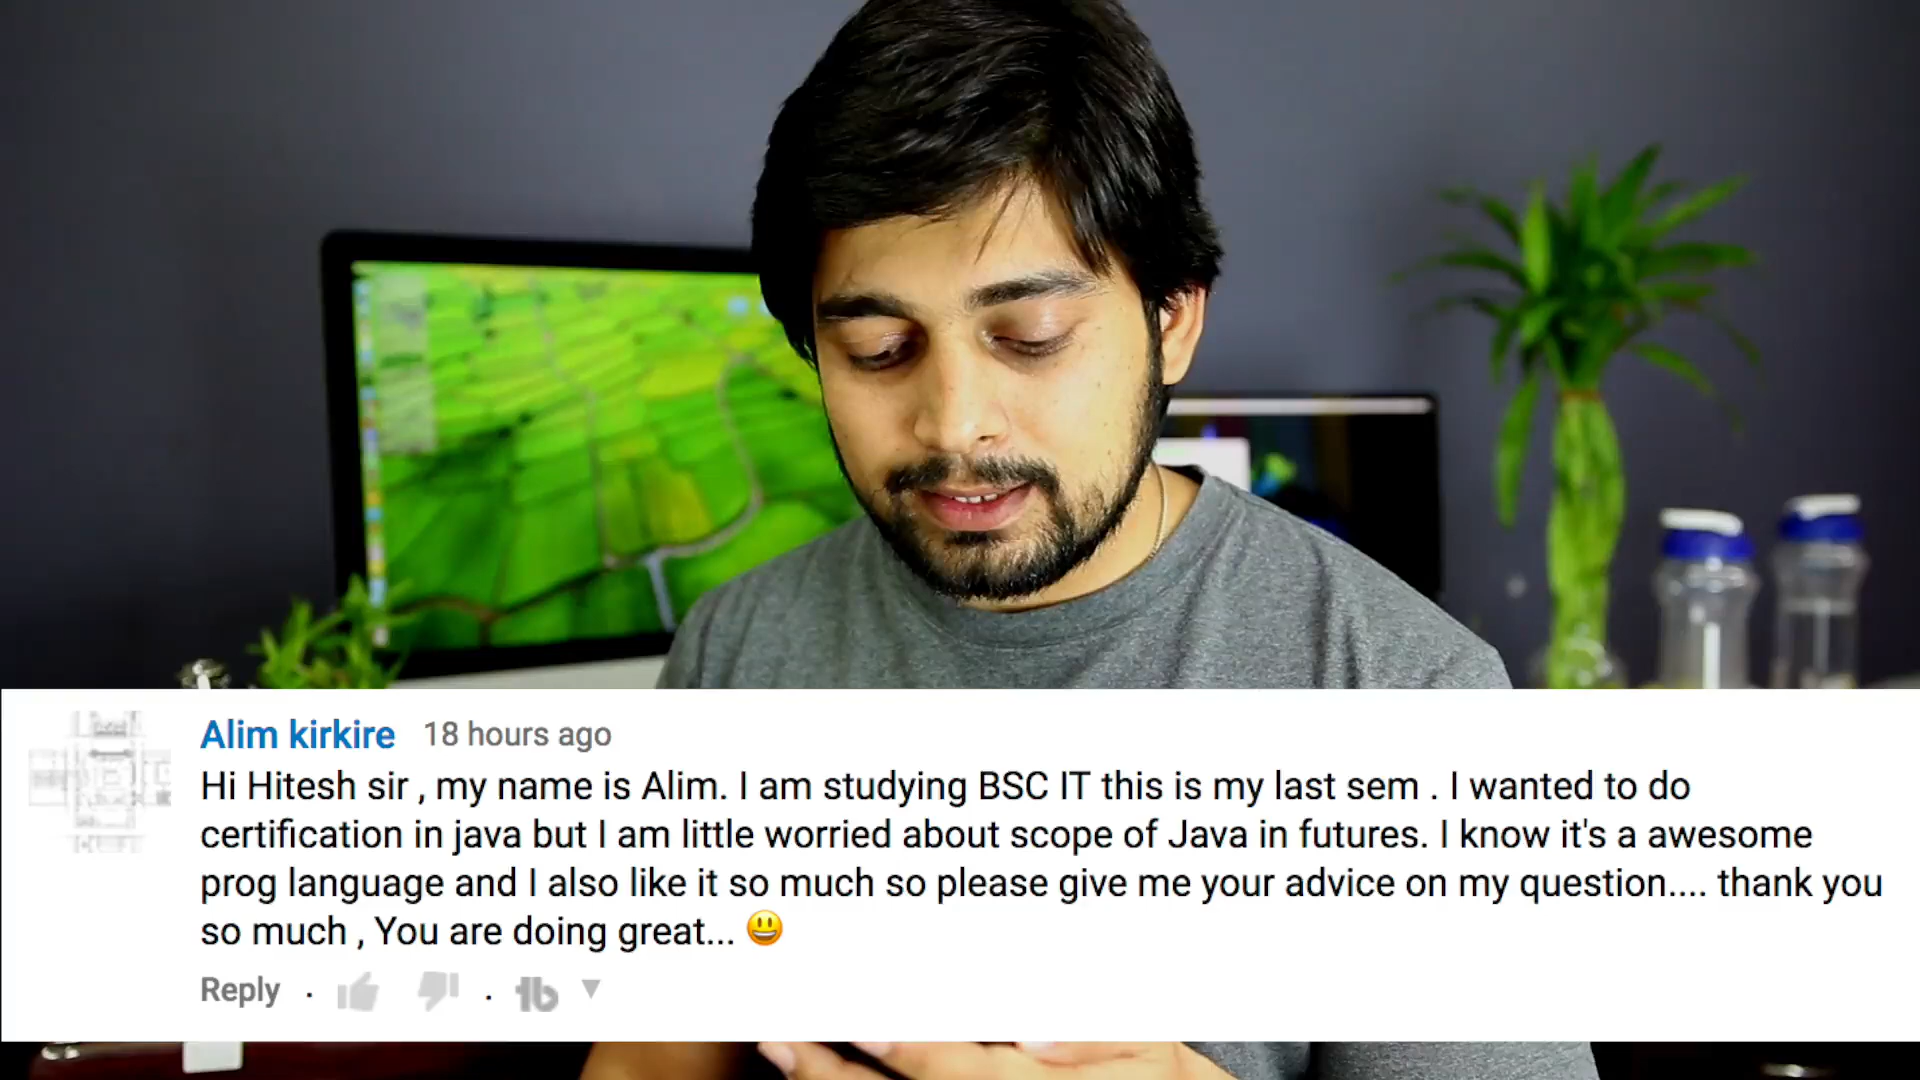 Alim kirkire 18 hours ago
Hi Hitesh sir , my name is Alim. I am studying BSC IT this is my last sem . I wanted to do
certification in java but I am little worried about scope of Java in futures. I know it's a awesome
prog language and I also like it so much so please give me your advice on my question.... thank you
so much , You are doing great... 😃
Reply